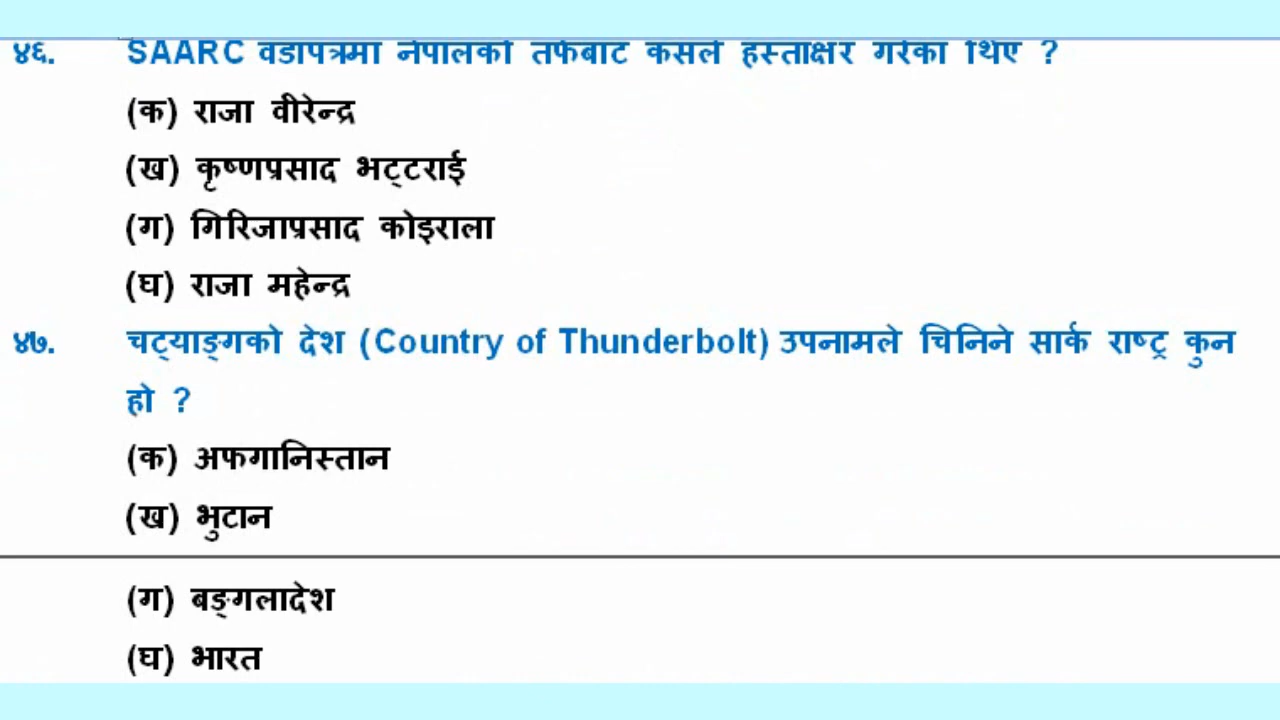 ४६. SAARC वडापत्रमा नेपालको तर्फबाट कसले हस्ताक्षर गरेका थिए ?
(क) राजा वीरेन्द्र
(ख) कृष्णप्रसाद भट्टराई
(ग) गिरिजाप्रसाद कोइराला
(घ) राजा महेन्द्र
४७. चट्याङ्गको देश (Country of Thunderbolt) उपनामले चिनिने सार्क राष्ट्र कुन
हो ?
(क) अफगानिस्तान
(ख) भुटान
(ग) बङ्गलादेश
(घ) भारत